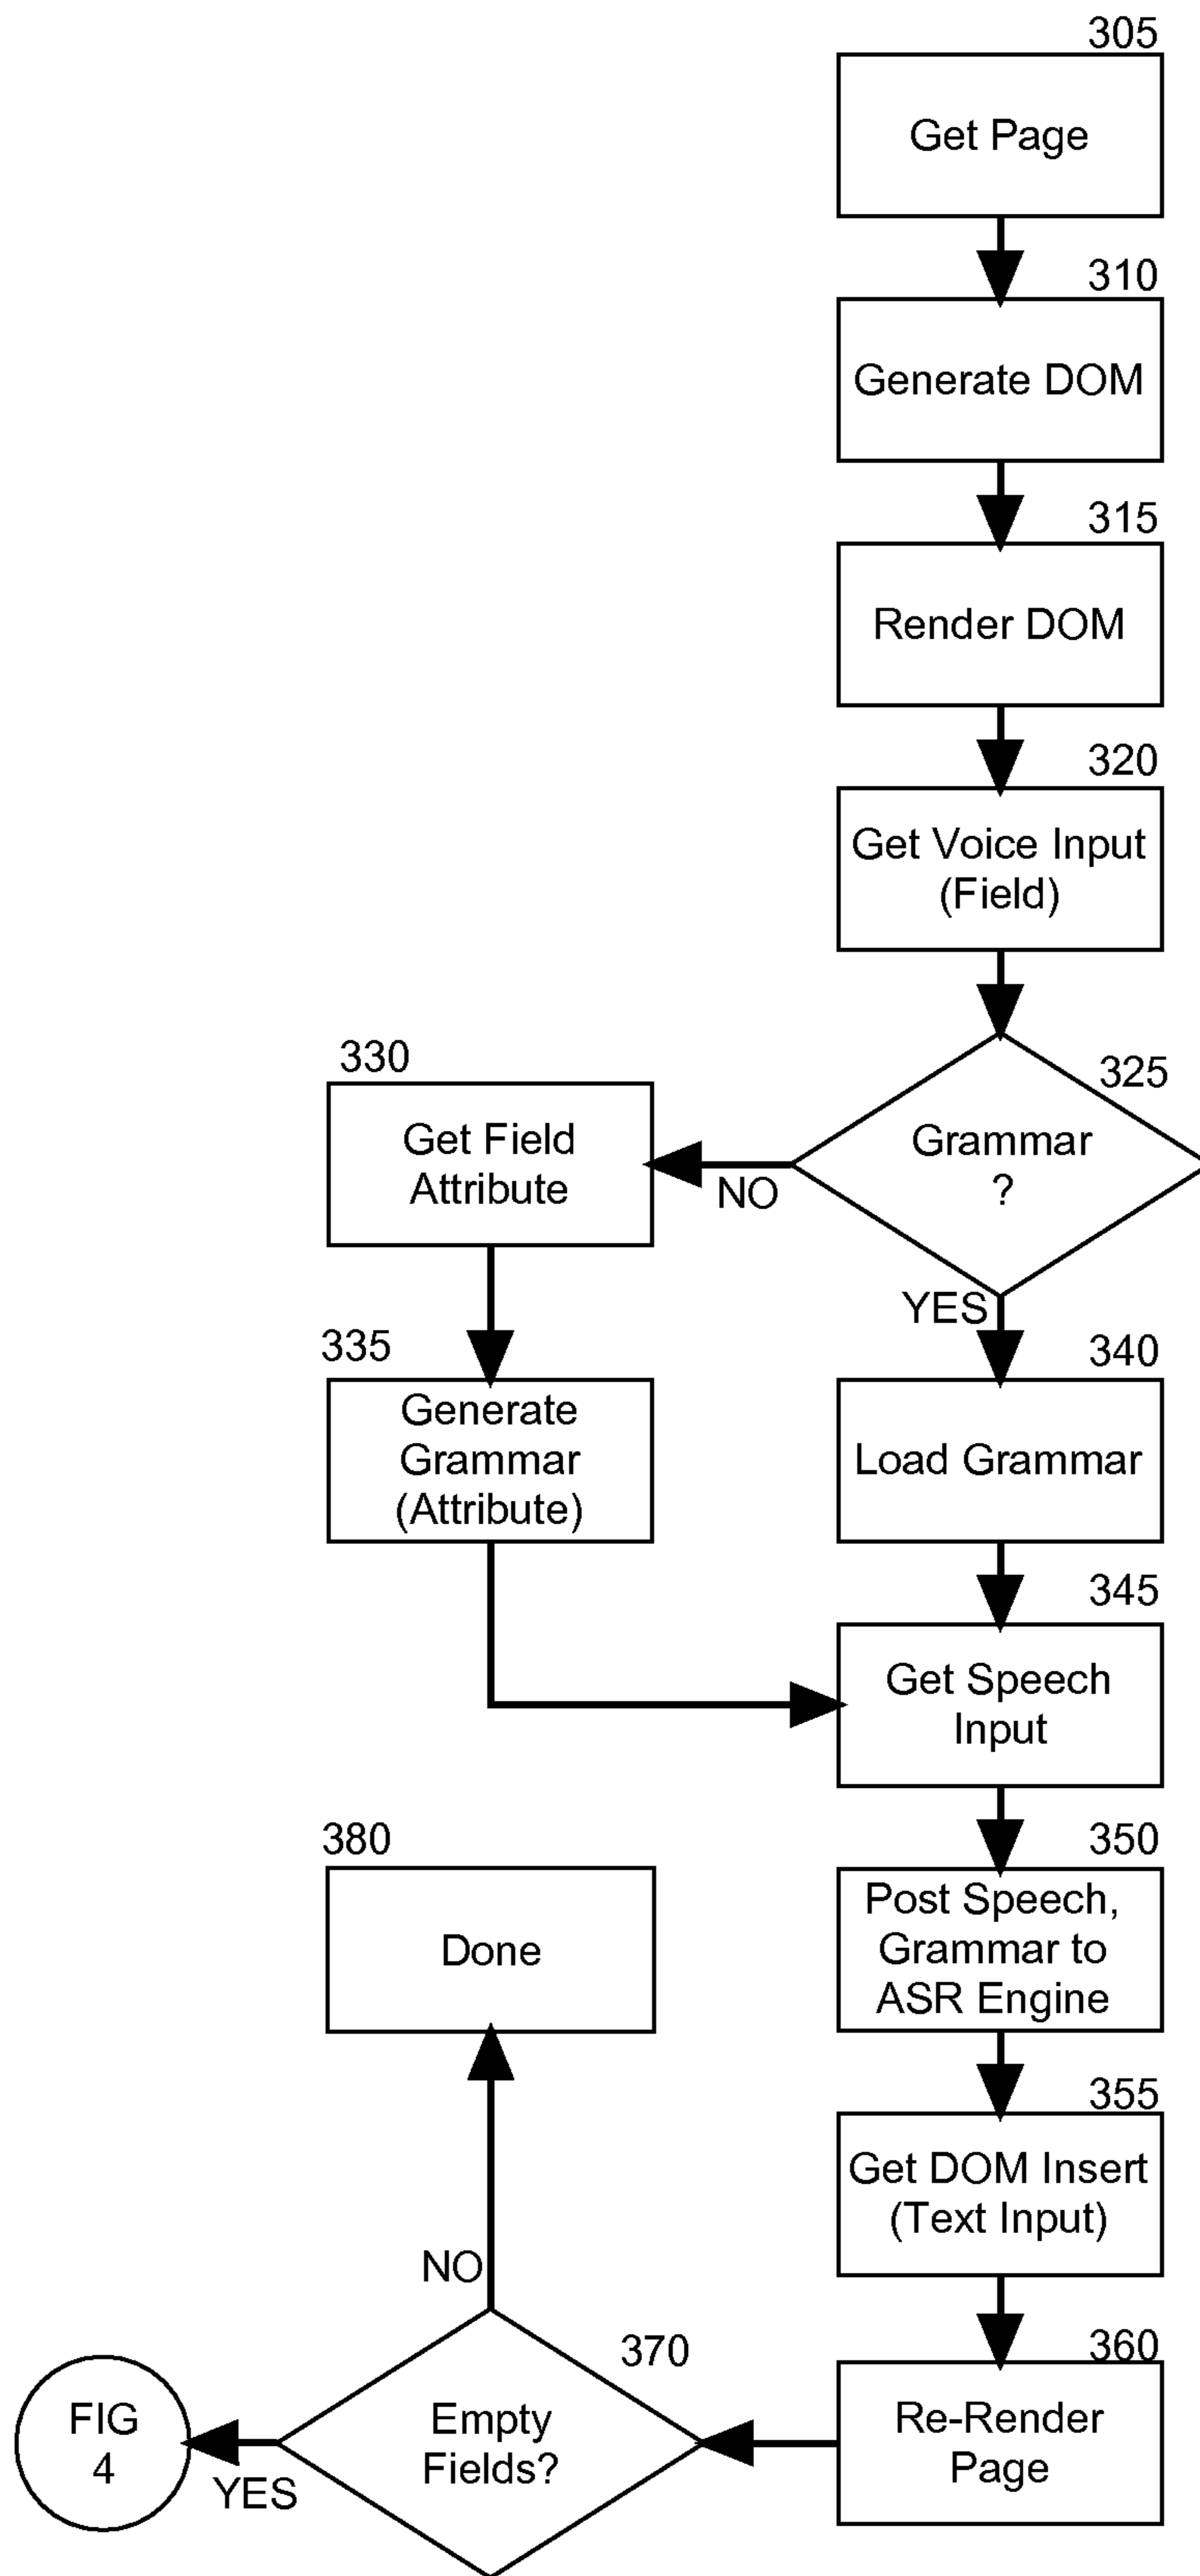 305
Get Page
310
Generate DOM
315
Render DOM
320
Get Voice Input
(Field)
325
Grammar
?
NO
YES
330
Get Field
Attribute
335
Generate
Grammar
(Attribute)
340
Load Grammar
345
Get Speech
Input
350
Post Speech,
Grammar to
ASR Engine
355
Get DOM Insert
(Text Input)
360
Re-Render
Page
370
Empty
Fields?
NO
YES
380
Done
FIG
4